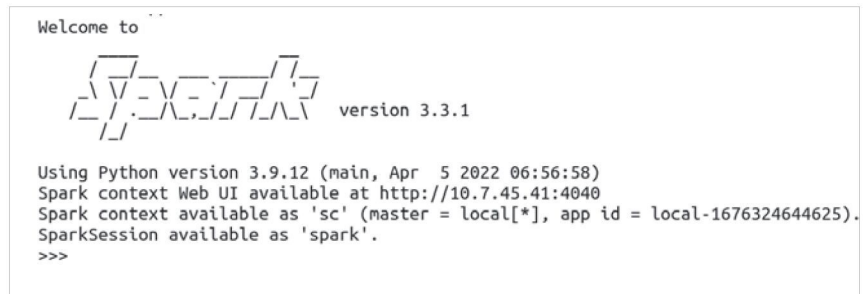 Welcome to
Spark version 3.3.1
Using Python version 3.9.12 (main, Apr  5 2022 06:56:58)
Spark context Web UI available at http://10.7.45.41:4040
Spark context available as 'sc' (master = local[*], app id = local-1676324644625).
SparkSession available as 'spark'.
>>>